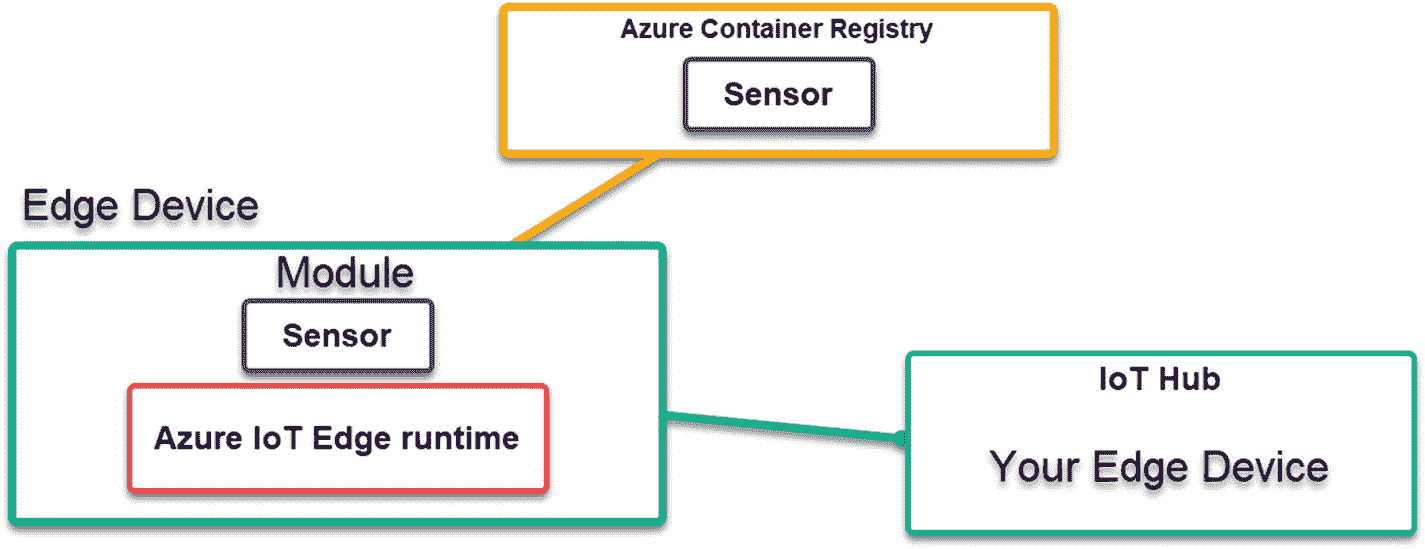 Azure Container Registry
Sensor
Edge Device
Module
Sensor
Azure IoT Edge runtime
IoT Hub
Your Edge Device